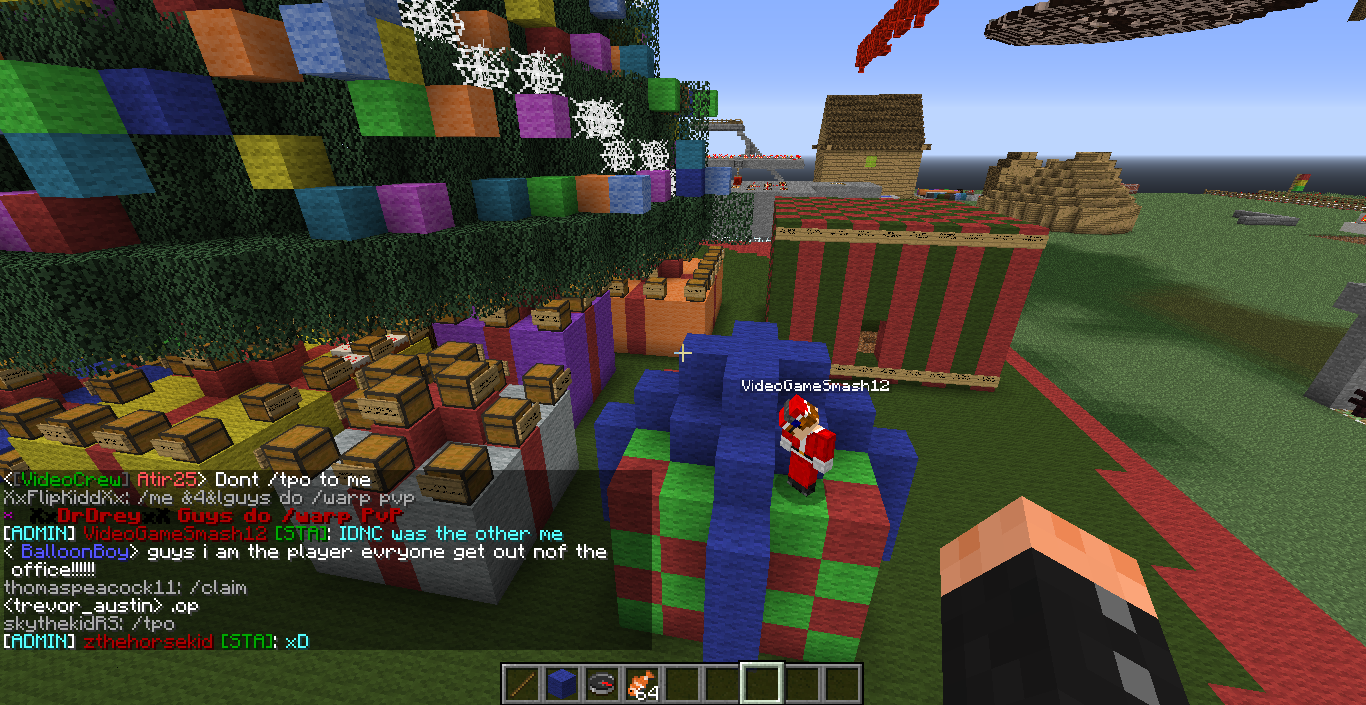 VideoGameSmash12
<[VideoCrew] Atir25> Dont /tpo to me
XxFlipKiddXx: /me &4&lguys do /warp pvp
DrDrey Guys do /warp PvP
[ADMIN] VideoGameSmash12 [STA]: IDNC was the other me
< BalloonBoy> guys i am the player evryone get out nof the
office!!!!!!
thomaspeacock11: /claim
<trevor_austin> .op
skythekidRS: /tpo
[ADMIN] zthehorsekid [STA]: xD
64